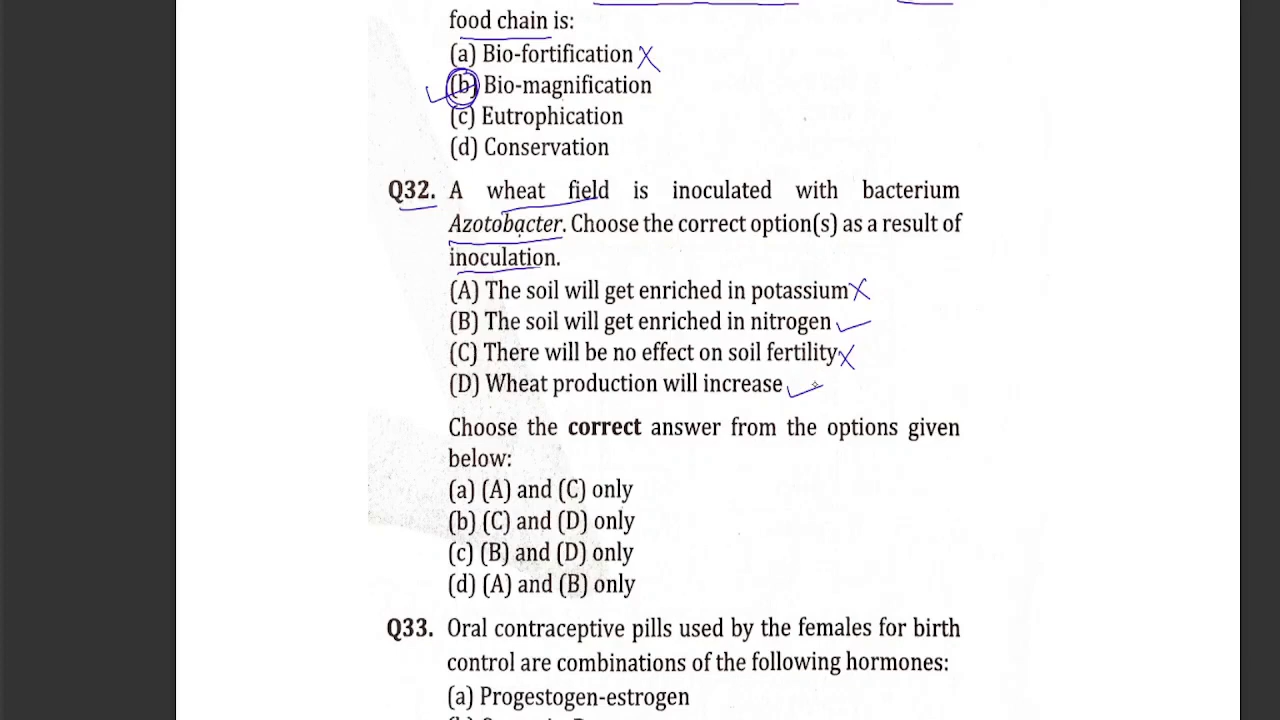 food chain is:
(a) Bio-fortification
(b) Bio-magnification
(c) Eutrophication
(d) Conservation
Q32. A wheat field is inoculated with bacterium
Azotobacter. Choose the correct option(s) as a result of
inoculation.
(A) The soil will get enriched in potassium
(B) The soil will get enriched in nitrogen
(C) There will be no effect on soil fertility
(D) Wheat production will increase
Choose the correct answer from the options given
below:
(a) (A) and (C) only
(b) (C) and (D) only
(c) (B) and (D) only
(d) (A) and (B) only
Q33. Oral contraceptive pills used by the females for birth
control are combinations of the following hormones:
(a) Progestogen-estrogen